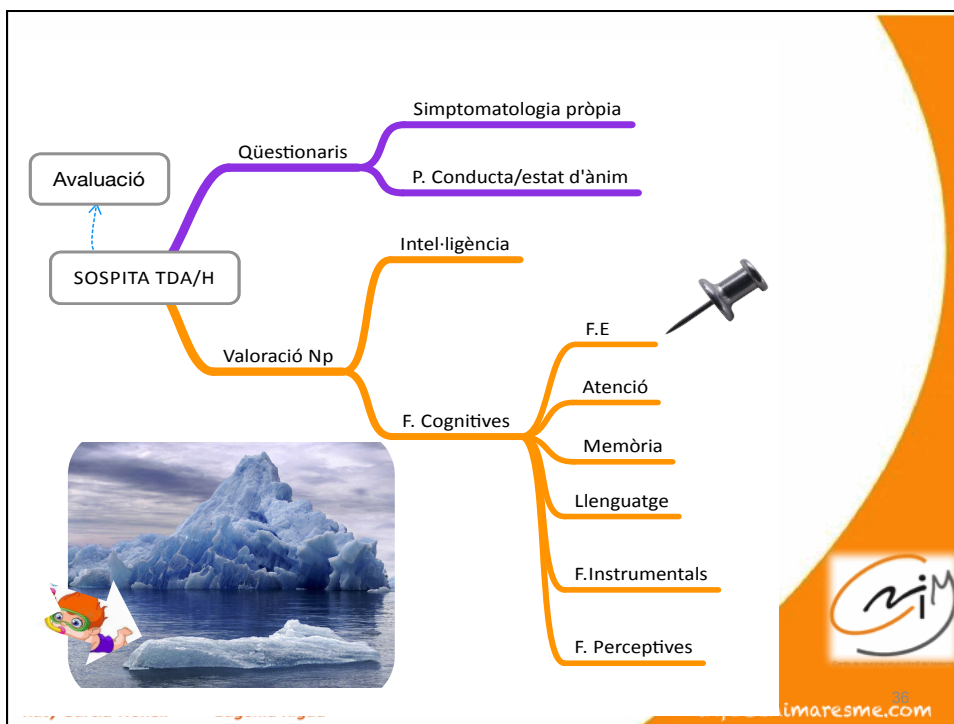 Simptomatologia pròpia
Qüestionaris
Avaluació
P. Conducta/estat d'ànim
Intel·ligència
SOSPITA TDA/H
F.E
Valoració Np
Atenció
F. Cognitives
Memòria
Llenguatge
F.Instrumentals
F. Perceptives
36
imaresme.com